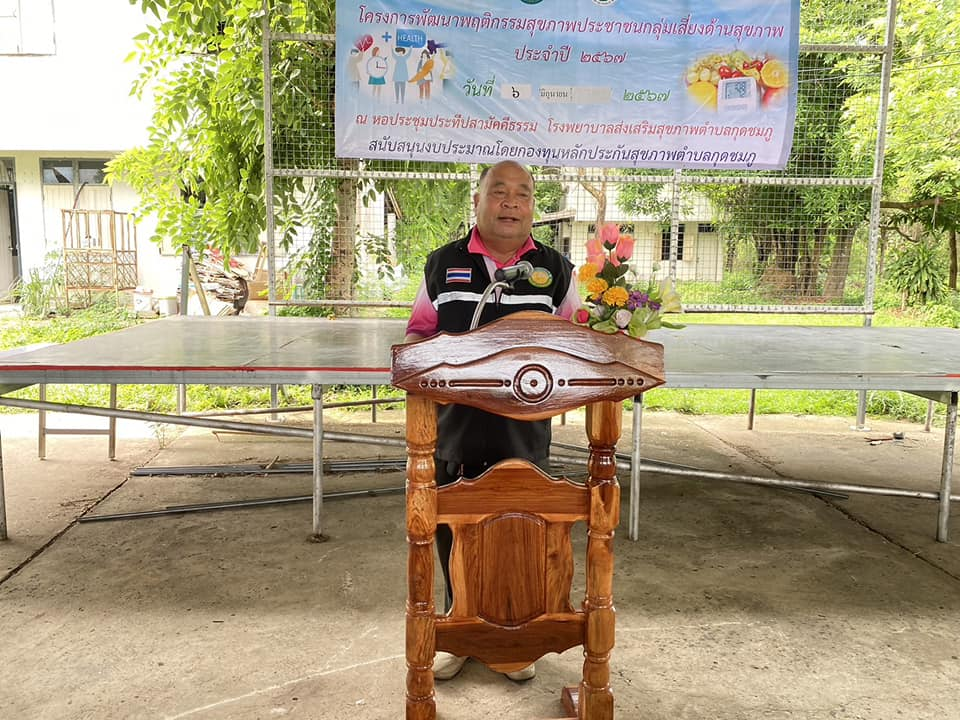 โครงการพัฒนาพฤติกรรมสุขภาพประชาชนกลุ่มเสี่ยงด้านสุขภาพ
ประจำปี ๒๕๖๗
HEALTH
วันที่ ๖ มิถุนายน ๒๕๖๗
ณ หอประชุมประทีปสามัคคีธรรม โรงพยาบาลส่งเสริมสุขภาพตำบลกุดชมภู
สนับสนุนงบประมาณโดยกองทุนหลักประกันสุขภาพตำบลกุดชมภู